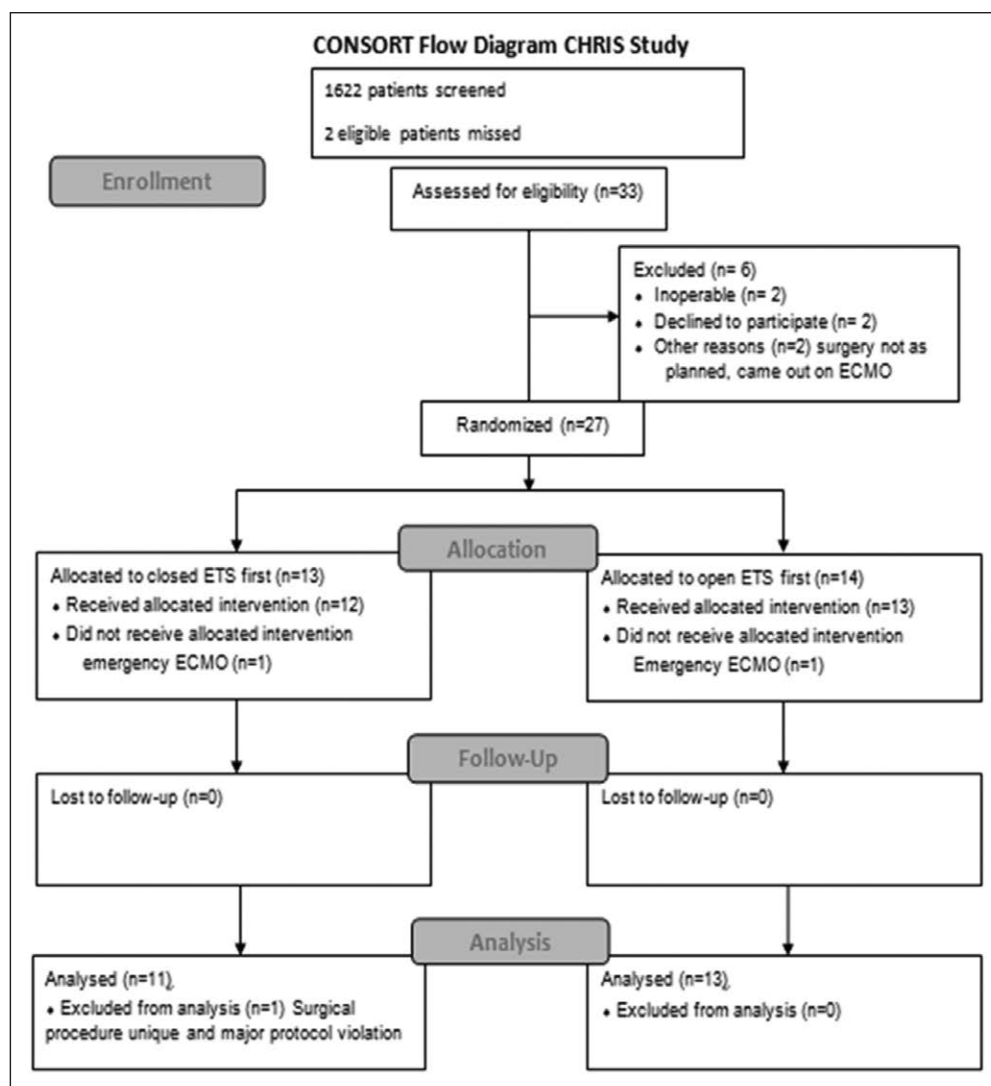 CONSORT Flow Diagram CHRIS Study
1622 patients screened
2 eligible patients missed
Enrollment
Assessed for eligibility (n=33)
Excluded (n= 6)
• Inoperable (n= 2)
• Declined to participate (n= 2)
• Other reasons (n=2) surgery not as
planned, came out on ECMO
Randomized (n=27)
Allocation
Allocated to closed ETS first (n=13)
• Received allocated intervention (n=12)
• Did not receive allocated intervention
emergency ECMO (n=1)
Allocated to open ETS first (n=14)
• Received allocated intervention (n=13)
• Did not receive allocated intervention
Emergency ECMO (n=1)
Follow-Up
Lost to follow-up (n=0)
Lost to follow-up (n=0)
Analysis
Analysed (n=11).
• Excluded from analysis (n=1) Surgical
procedure unique and major protocol violation
Analysed (n=13).
• Excluded from analysis (n=0)